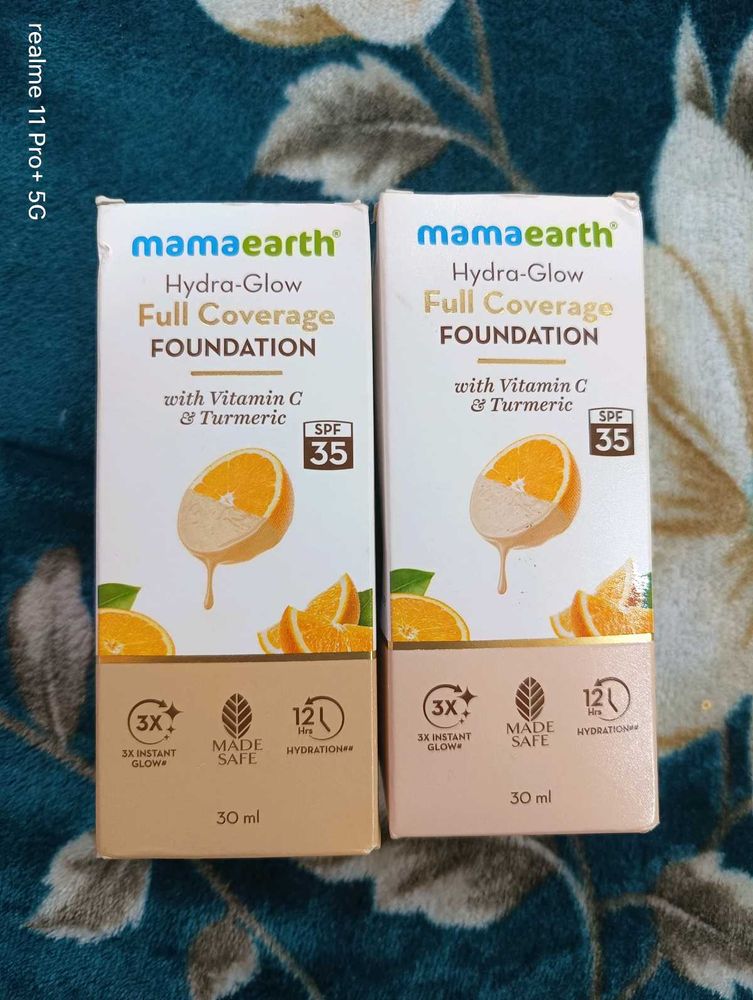 realme 11 Pro+ 5G
mamaearth®
Hydra-Glow
Full Coverage
FOUNDATION
with Vitamin C
& Turmeric
SPF
35
3X
3X INSTANT
GLOW#
MADE
SAFE
12
Hrs
HYDRATION##
30 ml
mamaearth®
Hydra-Glow
Full Coverage
FOUNDATION
with Vitamin C
& Turmeric
SPF
35
3X
3X INSTANT
GLOW#
MADE
SAFE
12
Hrs
HYDRATION##
30 ml